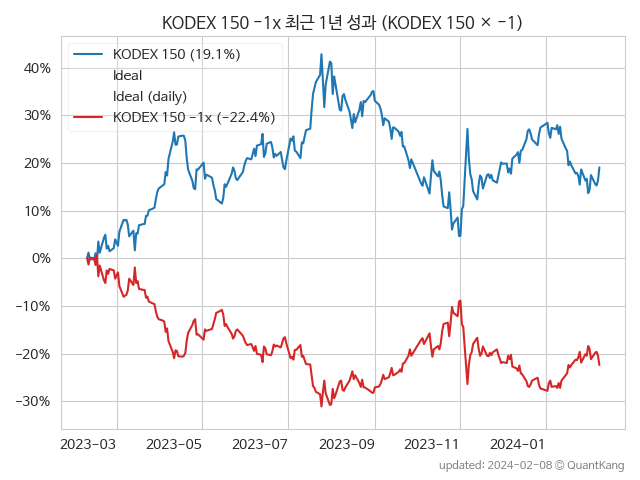 KODEX 150 −1x 최근 1년 성과 (KODEX 150 × −1)
KODEX 150 (19.1%)
Ideal
Ideal (daily)
KODEX 150 −1x (−22.4%)
40%
30%
20%
10%
0%
−10%
−20%
−30%
2023-03 2023-05 2023-07 2023-09 2023-11 2024-01
updated: 2024-02-08 © QuantKang